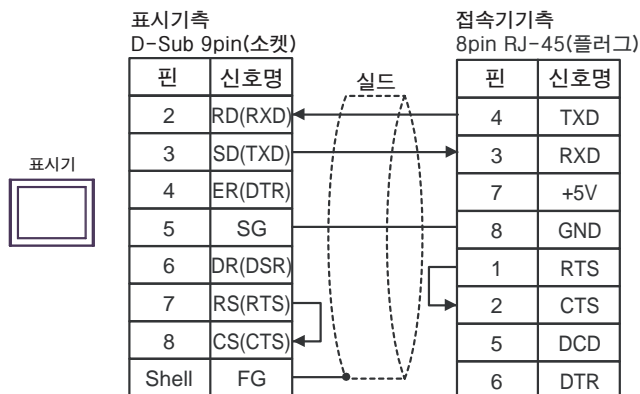 표시기측
D-Sub 9pin(소켓)
접속기기측
8pin RJ-45(플러그)
핀 신호명 실드 핀 신호명
2 RD(RXD) 4 TXD
3 SD(TXD) 3 RXD
표시기
4 ER(DTR) 7 +5V
5 SG 8 GND
6 DR(DSR) 1 RTS
7 RS(RTS) 2 CTS
8 CS(CTS) 5 DCD
Shell FG 6 DTR